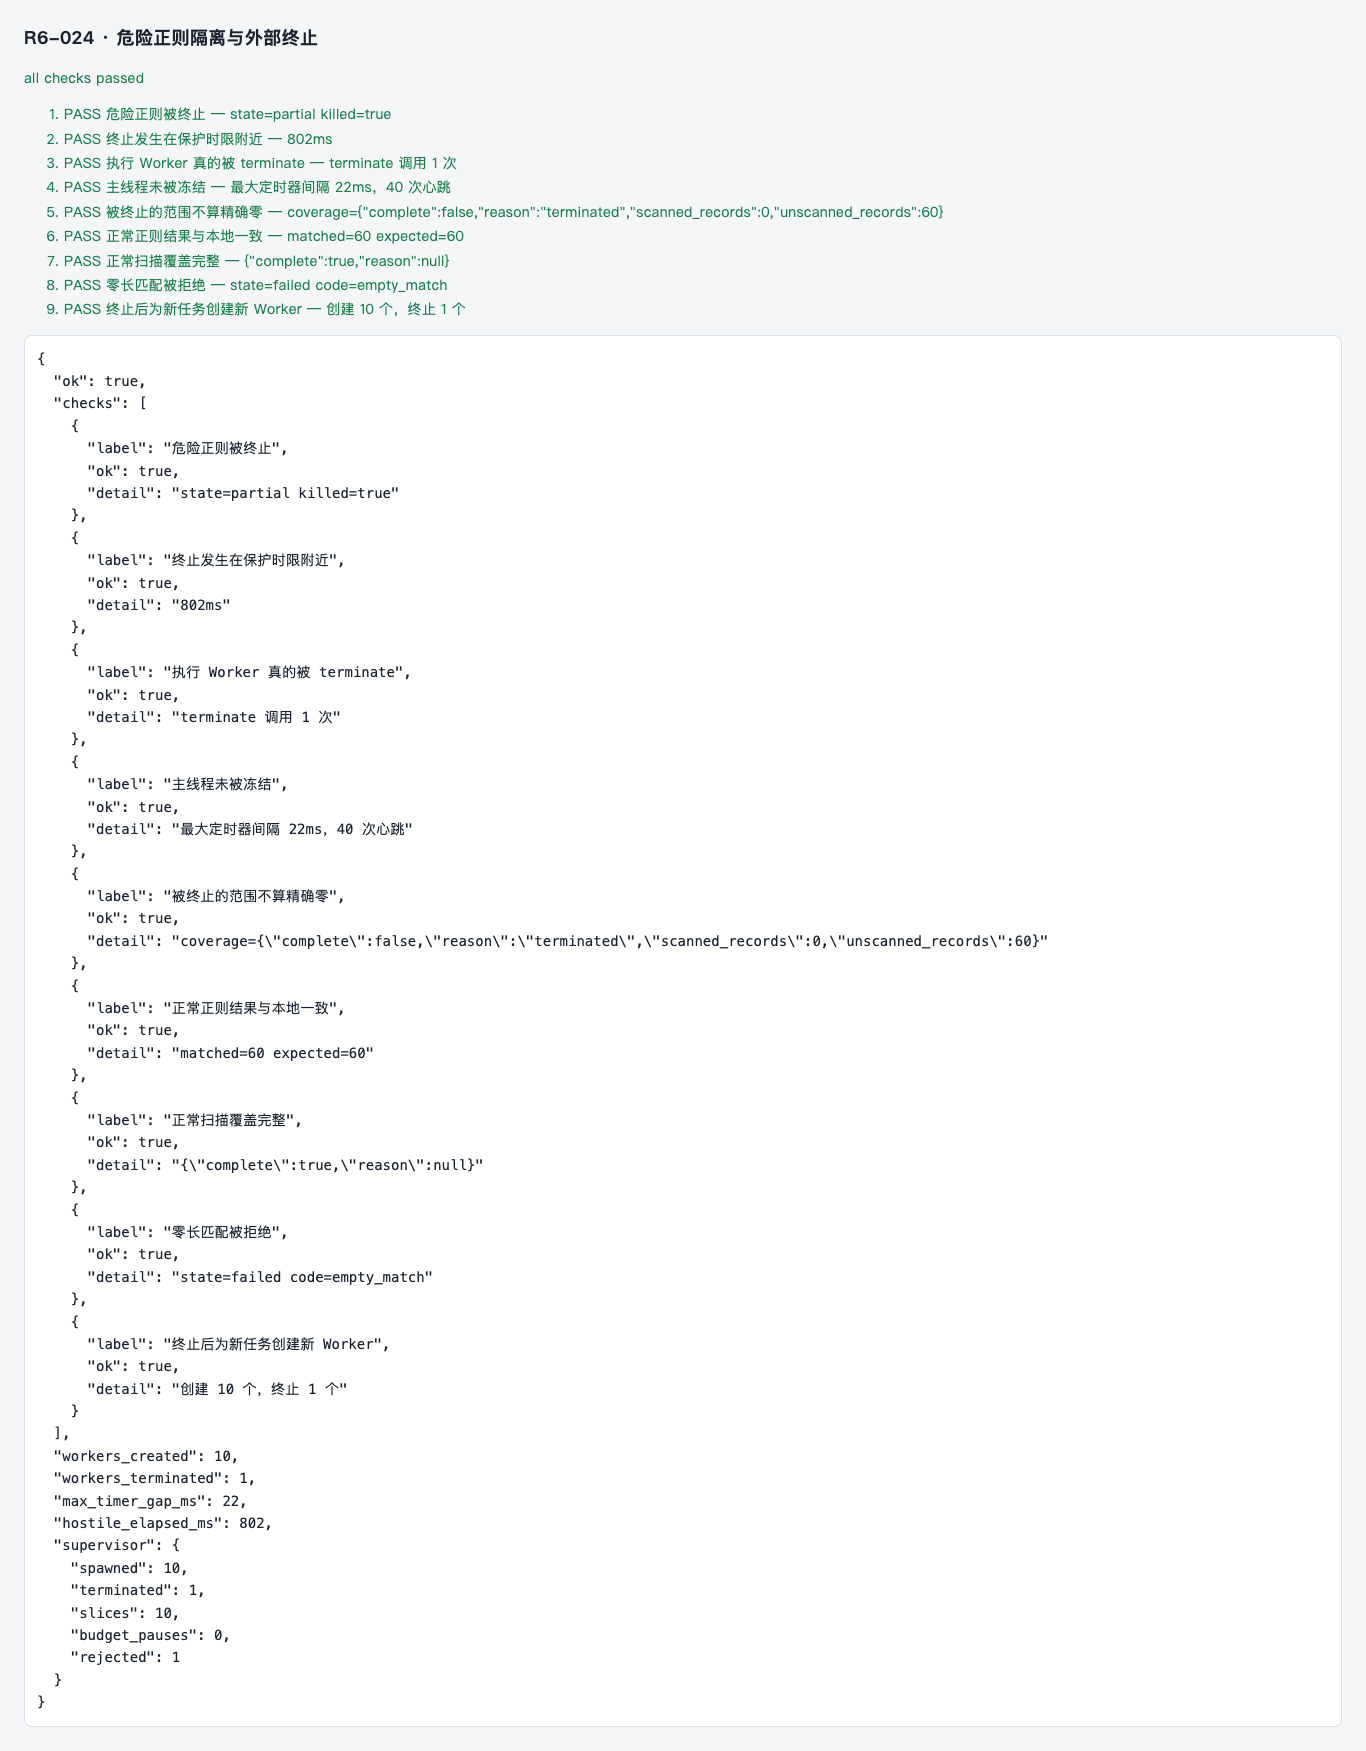 R6-024 · 危险正则隔离与外部终止
all checks passed
1. PASS 危险正则被终止 — state=partial killed=true
2. PASS 终止发生在保护时限附近 — 802ms
3. PASS 执行 Worker 真的被 terminate — terminate 调用 1 次
4. PASS 主线程未被冻结 — 最大定时器间隔 22ms，40 次心跳
5. PASS 被终止的范围不算精确零 — coverage={"complete":false,"reason":"terminated","scanned_records":0,"unscanned_records":60}
6. PASS 正常正则结果与本地一致 — matched=60 expected=60
7. PASS 正常扫描覆盖完整 — {"complete":true,"reason":null}
8. PASS 零长匹配被拒绝 — state=failed code=empty_match
9. PASS 终止后为新任务创建新 Worker — 创建 10 个，终止 1 个
{
  "ok": true,
  "checks": [
    {
      "label": "危险正则被终止",
      "ok": true,
      "detail": "state=partial killed=true"
    },
    {
      "label": "终止发生在保护时限附近",
      "ok": true,
      "detail": "802ms"
    },
    {
      "label": "执行 Worker 真的被 terminate",
      "ok": true,
      "detail": "terminate 调用 1 次"
    },
    {
      "label": "主线程未被冻结",
      "ok": true,
      "detail": "最大定时器间隔 22ms，40 次心跳"
    },
    {
      "label": "被终止的范围不算精确零",
      "ok": true,
      "detail": "coverage={\"complete\":false,\"reason\":\"terminated\",\"scanned_records\":0,\"unscanned_records\":60}"
    },
    {
      "label": "正常正则结果与本地一致",
      "ok": true,
      "detail": "matched=60 expected=60"
    },
    {
      "label": "正常扫描覆盖完整",
      "ok": true,
      "detail": "{\"complete\":true,\"reason\":null}"
    },
    {
      "label": "零长匹配被拒绝",
      "ok": true,
      "detail": "state=failed code=empty_match"
    },
    {
      "label": "终止后为新任务创建新 Worker",
      "ok": true,
      "detail": "创建 10 个，终止 1 个"
    }
  ],
  "workers_created": 10,
  "workers_terminated": 1,
  "max_timer_gap_ms": 22,
  "hostile_elapsed_ms": 802,
  "supervisor": {
    "spawned": 10,
    "terminated": 1,
    "slices": 10,
    "budget_pauses": 0,
    "rejected": 1
  }
}